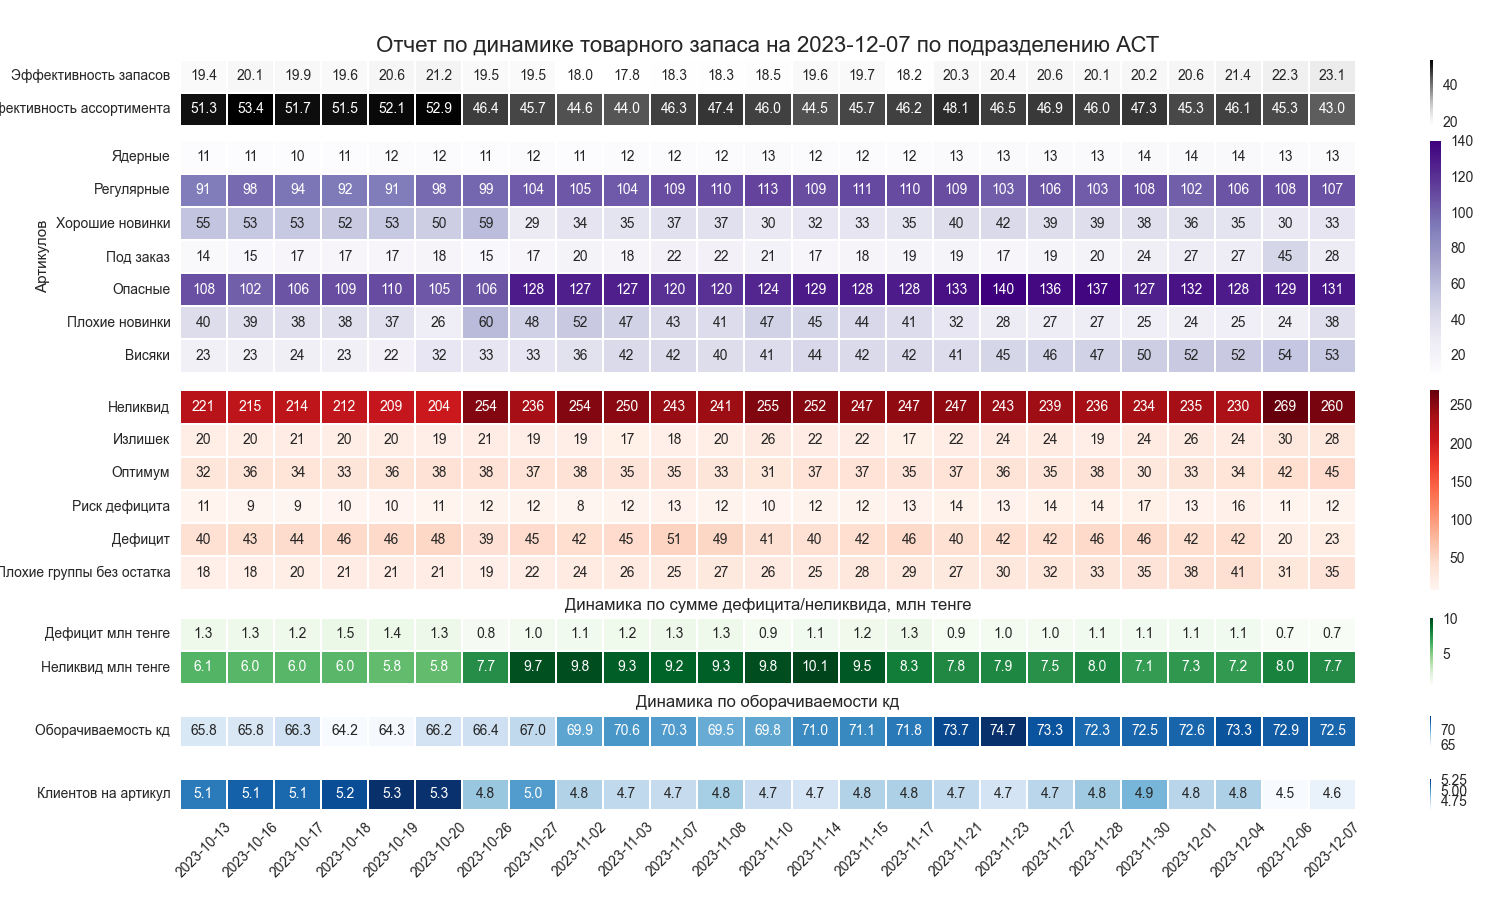 Отчет по динамике товарного запаса на 2023-12-07 по подразделению АСТ
Эффективность запасов 19.4 20.1 19.9 19.6 20.6 21.2 19.5 19.5 18.0 17.8 18.3 18.3 18.5 19.6 19.7 18.2 20.3 20.4 20.6 20.1 20.2 20.6 21.4 22.3 23.1
фективность ассортимента 51.3 53.4 51.7 51.5 52.1 52.9 46.4 45.7 44.6 44.0 46.3 47.4 46.0 44.5 45.7 46.2 48.1 46.5 46.9 46.0 47.3 45.3 46.1 45.3 43.0
40
20
Артикулов
Ядерные 11 11 10 11 12 12 11 12 11 12 12 12 13 12 12 12 13 13 13 13 14 14 14 13 13
Регулярные 91 98 94 92 91 98 99 104 105 104 109 110 113 109 111 110 109 103 106 103 108 102 106 108 107
Хорошие новинки 55 53 53 52 53 50 59 29 34 35 37 37 30 32 33 35 40 42 39 39 38 36 35 30 33
Под заказ 14 15 17 17 17 18 15 17 20 18 22 22 21 17 18 19 19 17 19 20 24 27 27 45 28
Опасные 108 102 106 109 110 105 106 128 127 127 120 120 124 129 128 128 133 140 136 137 127 132 128 129 131
Плохие новинки 40 39 38 38 37 26 60 48 52 47 43 41 47 45 44 41 32 28 27 27 25 24 25 24 38
Висяки 23 23 24 23 22 32 33 33 36 42 42 40 41 44 42 42 41 45 46 47 50 52 52 54 53
140
120
100
80
60
40
20
Неликвид 221 215 214 212 209 204 254 236 254 250 243 241 255 252 247 247 247 243 239 236 234 235 230 269 260
Излишек 20 20 21 20 20 19 21 19 19 17 18 20 26 22 22 17 22 24 24 19 24 26 24 30 28
Оптимум 32 36 34 33 36 38 38 37 38 35 35 33 31 37 37 35 37 36 35 38 30 33 34 42 45
Риск дефицита 11 9 9 10 10 11 12 12 8 12 13 12 10 12 12 13 14 13 14 14 17 13 16 11 12
Дефицит 40 43 44 46 46 48 39 45 42 45 51 49 41 40 42 46 40 42 42 46 46 42 42 20 23
Плохие группы без остатка 18 18 20 21 21 21 19 22 24 26 25 27 26 25 28 29 27 30 32 33 35 38 41 31 35
250
200
150
100
50
Динамика по сумме дефицита/неликвида, млн тенге
Дефицит млн тенге 1.3 1.3 1.2 1.5 1.4 1.3 0.8 1.0 1.1 1.2 1.3 1.3 0.9 1.1 1.2 1.3 0.9 1.0 1.0 1.1 1.1 1.1 1.1 0.7 0.7
Неликвид млн тенге 6.1 6.0 6.0 6.0 5.8 5.8 7.7 9.7 9.8 9.3 9.2 9.3 9.8 10.1 9.5 8.3 7.8 7.9 7.5 8.0 7.1 7.3 7.2 8.0 7.7
10
5
Динамика по оборачиваемости кд
Оборачиваемость кд 65.8 65.8 66.3 64.2 64.3 66.2 66.4 67.0 69.9 70.6 70.3 69.5 69.8 71.0 71.1 71.8 73.7 74.7 73.3 72.3 72.5 72.6 73.3 72.9 72.5
70
65
Клиентов на артикул 5.1 5.1 5.1 5.2 5.3 5.3 4.8 5.0 4.8 4.7 4.7 4.8 4.7 4.7 4.8 4.8 4.7 4.7 4.7 4.8 4.9 4.8 4.8 4.5 4.6
5.25
5.00
4.75
2023-10-13 2023-10-16 2023-10-17 2023-10-18 2023-10-19 2023-10-20 2023-10-26 2023-10-27 2023-11-02 2023-11-03 2023-11-07 2023-11-08 2023-11-10 2023-11-14 2023-11-15 2023-11-17 2023-11-21 2023-11-23 2023-11-27 2023-11-28 2023-11-30 2023-12-01 2023-12-04 2023-12-06 2023-12-07